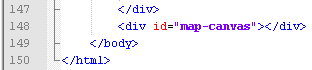 147 </div>
148 <div id="map-canvas"></div>
149 </body>
150 </html>